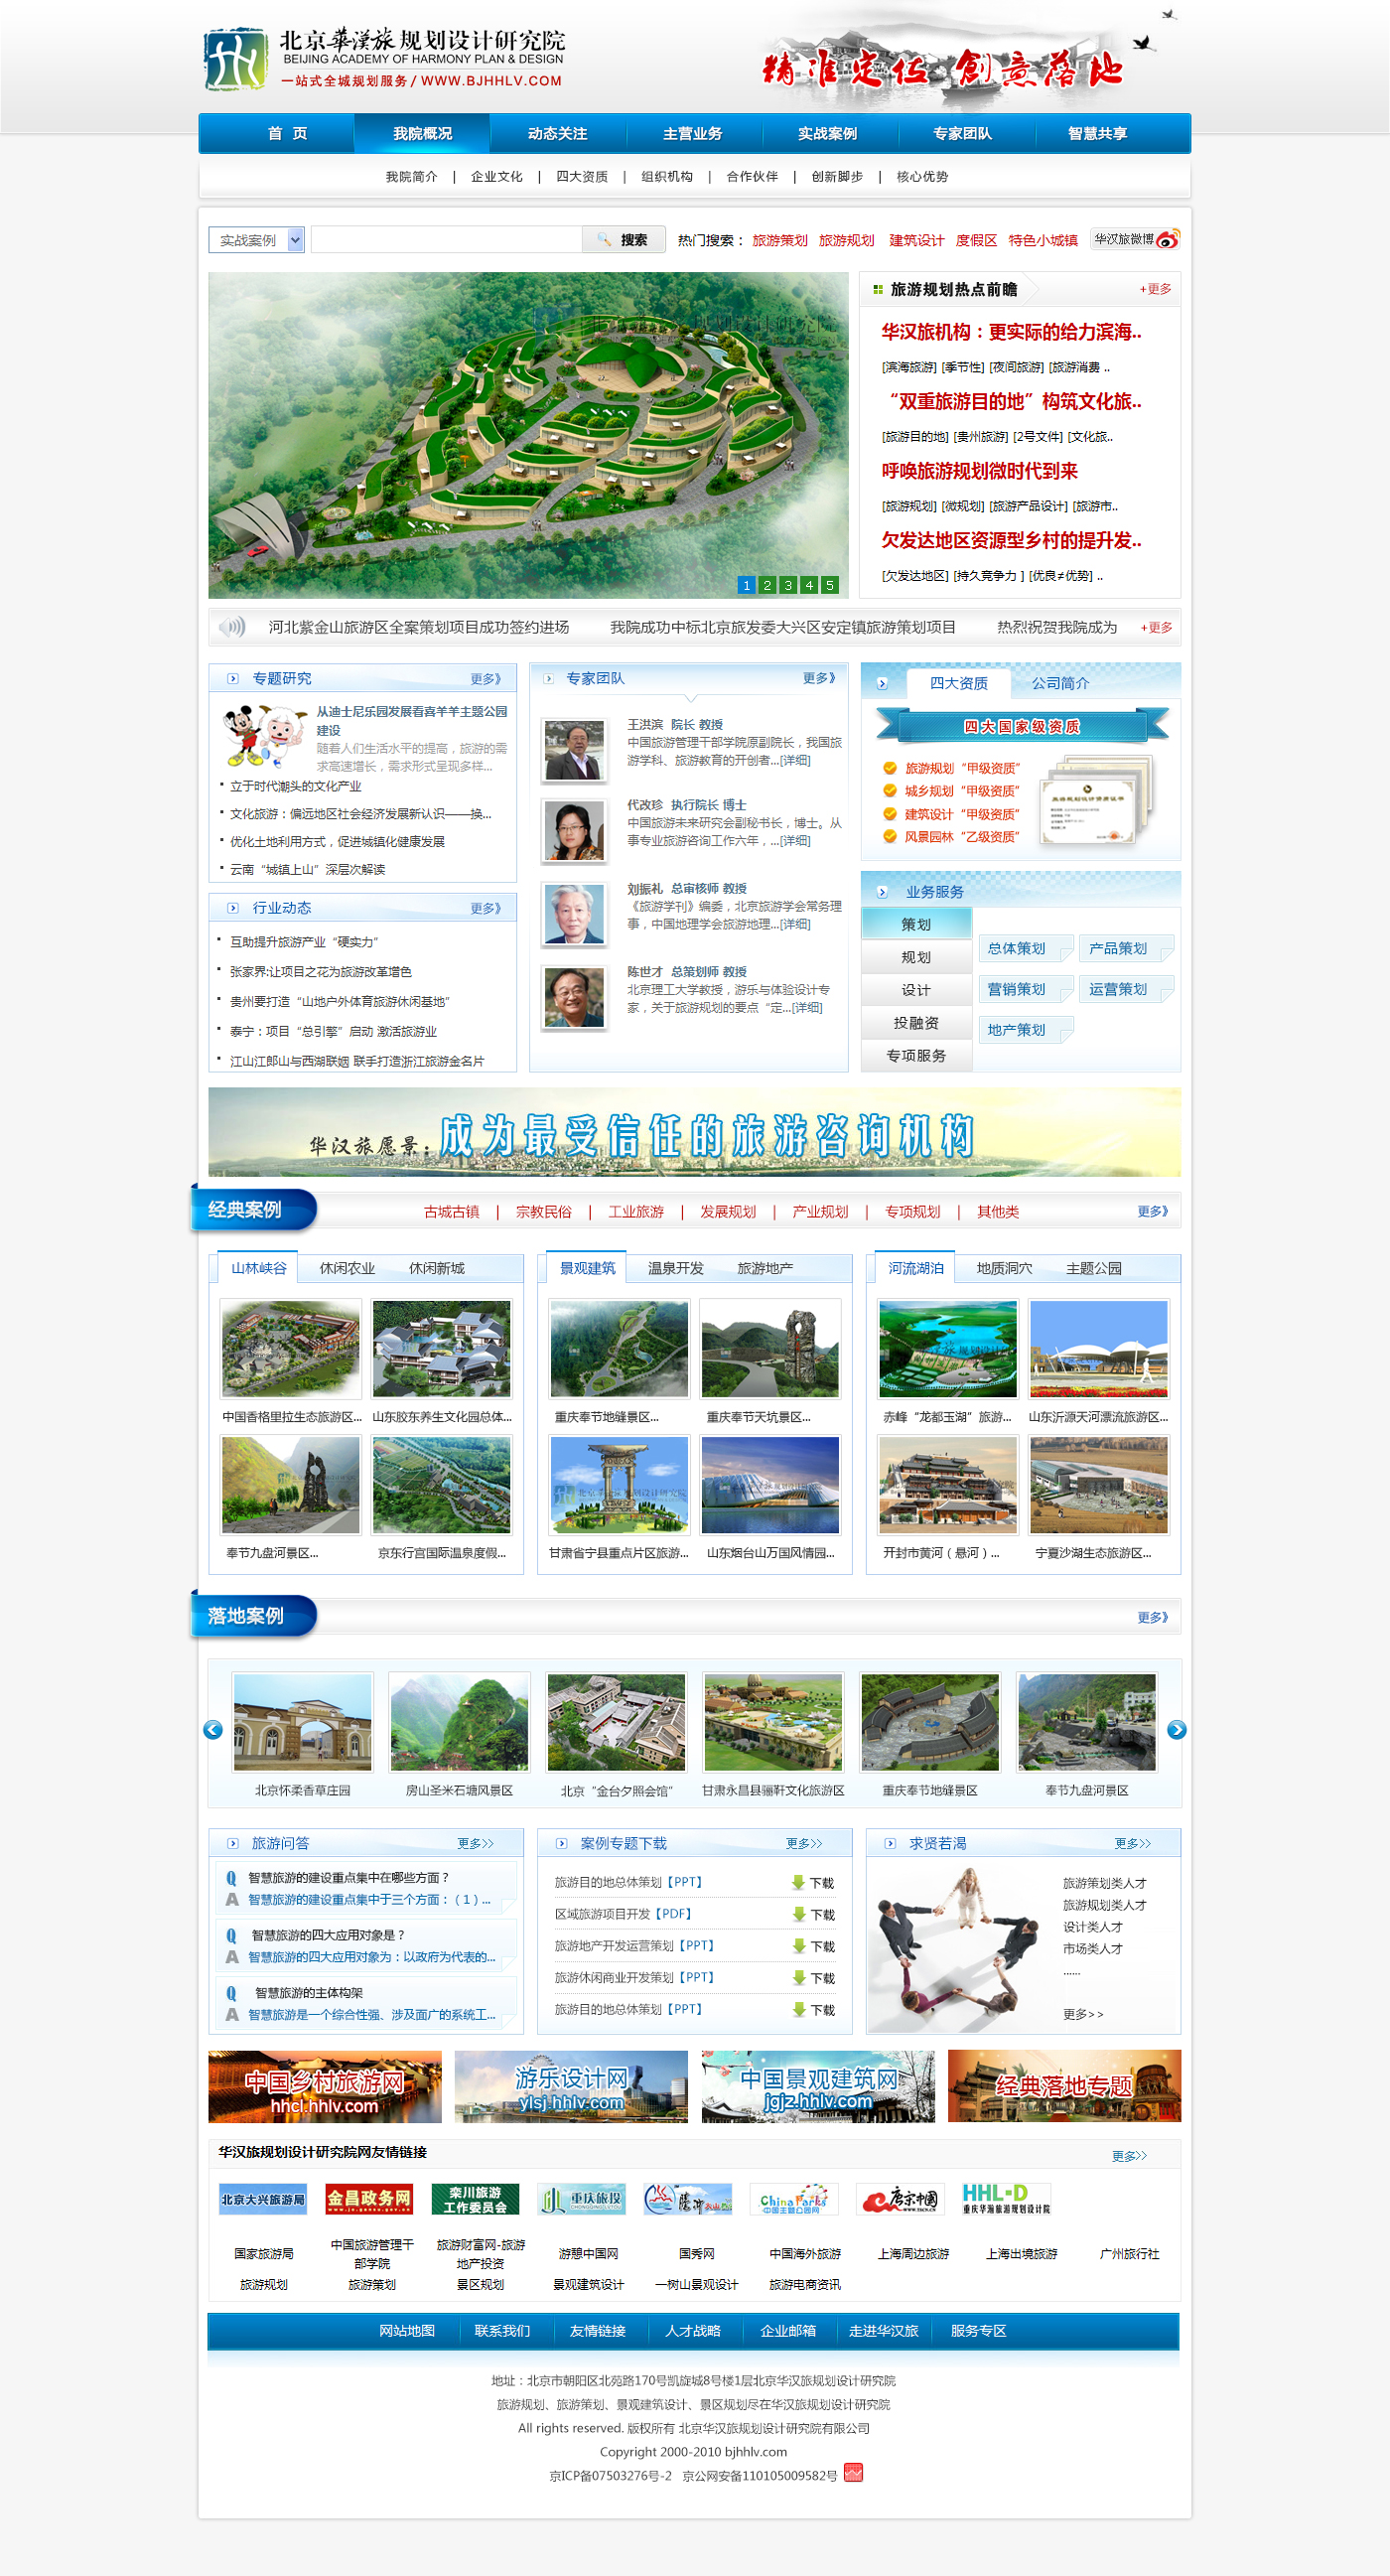 北京华汉旅规划设计研究院
BEIJING ACADEMY OF HARMONY PLAN & DESIGN
一站式全城规划服务/WWW.BJHHLV.COM
精准定位 創意落地
首 页 我院概况 动态关注 主营业务 实战案例 专家团队 智慧共享
我院简介 | 企业文化 | 四大资质 | 组织机构 | 合作伙伴 | 创新脚步 | 核心优势
实战案例 搜索 热门搜索： 旅游策划 旅游规划 建筑设计 度假区 特色小城镇 华汉旅微博
旅游规划热点前瞻 +更多
华汉旅机构：更实际的给力滨海..
[滨海旅游] [季节性] [夜间旅游] [旅游消费 ..
“双重旅游目的地”构筑文化旅..
[旅游目的地] [贵州旅游] [2号文件] [文化旅..
呼唤旅游规划微时代到来
[旅游规划] [微规划] [旅游产品设计] [旅游市..
欠发达地区资源型乡村的提升发..
[欠发达地区] [持久竞争力 ] [优良≠优势] ..
1 2 3 4 5
河北紫金山旅游区全案策划项目成功签约进场 我院成功中标北京旅发委大兴区安定镇旅游策划项目 热烈祝贺我院成为 +更多
专题研究 更多》
从迪士尼乐园发展看喜羊羊主题公园
建设
随着人们生活水平的提高，旅游的需
求高速增长，需求形式呈现多样...
立于时代潮头的文化产业
文化旅游：偏远地区社会经济发展新认识——换...
优化土地利用方式，促进城镇化健康发展
云南“城镇上山”深层次解读
行业动态 更多》
互助提升旅游产业“硬实力”
张家界:让项目之花为旅游改革增色
贵州要打造“山地户外体育旅游休闲基地”
泰宁：项目“总引擎”启动 激活旅游业
江山江郎山与西湖联姻 联手打造浙江旅游金名片
专家团队 更多》
王洪滨 院长 教授
中国旅游管理干部学院原副院长，我国旅
游学科、旅游教育的开创者...[详细]
代改珍 执行院长 博士
中国旅游未来研究会副秘书长，博士。从
事专业旅游咨询工作六年，...[详细]
刘振礼 总审核师 教授
《旅游学刊》编委，北京旅游学会常务理
事，中国地理学会旅游地理...[详细]
陈世才 总策划师 教授
北京理工大学教授，游乐与体验设计专
家，关于旅游规划的要点“定...[详细]
四大资质 公司简介
四大国家级资质
旅游规划“甲级资质”
城乡规划“甲级资质”
建筑设计“甲级资质”
风景园林“乙级资质”
业务服务
策划
规划
设计
投融资
专项服务
总体策划 产品策划
营销策划 运营策划
地产策划
华汉旅愿景：成为最受信任的旅游咨询机构
经典案例 古城古镇 | 宗教民俗 | 工业旅游 | 发展规划 | 产业规划 | 专项规划 | 其他类 更多》
山林峡谷 休闲农业 休闲新城
中国香格里拉生态旅游区... 山东胶东养生文化园总体...
奉节九盘河景区... 京东行宫国际温泉度假...
景观建筑 温泉开发 旅游地产
重庆奉节地缝景区... 重庆奉节天坑景区...
甘肃省宁县重点片区旅游... 山东烟台山万国风情园...
河流湖泊 地质洞穴 主题公园
赤峰“龙都玉湖”旅游... 山东沂源天河漂流旅游区...
开封市黄河（悬河）... 宁夏沙湖生态旅游区...
落地案例 更多》
北京怀柔香草庄园 房山圣米石塘风景区 北京“金台夕照会馆” 甘肃永昌县骊靬文化旅游区 重庆奉节地缝景区 奉节九盘河景区
旅游问答 更多>>
Q 智慧旅游的建设重点集中在哪些方面？
A 智慧旅游的建设重点集中于三个方面：（1）...
Q 智慧旅游的四大应用对象是？
A 智慧旅游的四大应用对象为：以政府为代表的...
Q 智慧旅游的主体构架
A 智慧旅游是一个综合性强、涉及面广的系统工...
案例专题下载 更多>>
旅游目的地总体策划【PPT】 下载
区域旅游项目开发【PDF】 下载
旅游地产开发运营策划【PPT】 下载
旅游休闲商业开发策划【PPT】 下载
旅游目的地总体策划【PPT】 下载
求贤若渴 更多>>
旅游策划类人才
旅游规划类人才
设计类人才
市场类人才
......
更多>>
中国乡村旅游网
hhcl.hhlv.com
游乐设计网
ylsj.hhlv.com
中国景观建筑网
jgjz.hhlv.com
经典落地专题
华汉旅规划设计研究院网友情链接 更多>>
北京大兴旅游局
金昌政务网
栾川旅游
工作委员会
重庆旅投
China Parks
中国主题公园网
HHL-D
重庆华瀚旅游规划设计院
国家旅游局 中国旅游管理干部学院 旅游财富网-旅游地产投资 游憩中国网 国秀网 中国海外旅游 上海周边旅游 上海出境旅游 广州旅行社
旅游规划 旅游策划 景区规划 景观建筑设计 一树山景观设计 旅游电商资讯
网站地图 联系我们 友情链接 人才战略 企业邮箱 走进华汉旅 服务专区
地址：北京市朝阳区北苑路170号凯旋城8号楼1层北京华汉旅规划设计研究院
旅游规划、旅游策划、景观建筑设计、景区规划尽在华汉旅规划设计研究院
All rights reserved. 版权所有 北京华汉旅规划设计研究院有限公司
Copyright 2000-2010 bjhhlv.com
京ICP备07503276号-2 京公网安备110105009582号